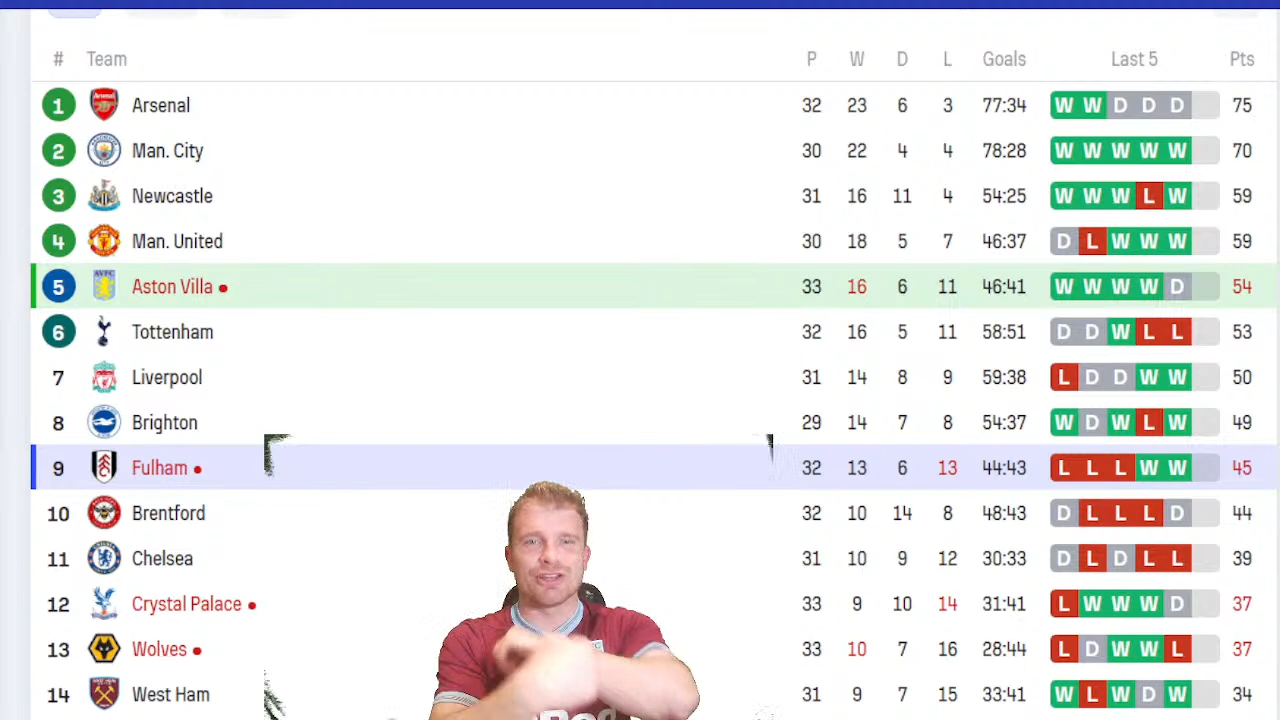 # Team P W D L Goals Last 5 Pts
1 Arsenal 32 23 6 3 77:34 W W D D D 75
2 Man. City 30 22 4 4 78:28 W W W W W 70
3 Newcastle 31 16 11 4 54:25 W W W L W 59
4 Man. United 30 18 5 7 46:37 D L W W W 59
5 Aston Villa 33 16 6 11 46:41 W W W W D 54
6 Tottenham 32 16 5 11 58:51 D D W L L 53
7 Liverpool 31 14 8 9 59:38 L D D W W 50
8 Brighton 29 14 7 8 54:37 W D W L W 49
9 Fulham 32 13 6 13 44:43 L L L W W 45
10 Brentford 32 10 14 8 48:43 D L L L D 44
11 Chelsea 31 10 9 12 30:33 D L D L L 39
12 Crystal Palace 33 9 10 14 31:41 L W W W D 37
13 Wolves 33 10 7 16 28:44 L D W W L 37
14 West Ham 31 9 7 15 33:41 W L W D W 34